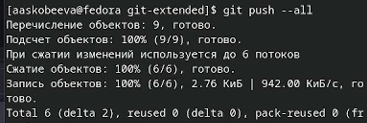 [aaskobeeva@fedora git-extended]$ git push --all
Перечисление объектов: 9, готово.
Подсчет объектов: 100% (9/9), готово.
При сжатии изменений используется до 6 потоков
Сжатие объектов: 100% (6/6), готово.
Запись объектов: 100% (6/6), 2.76 КиБ | 942.00 КиБ/с, го
тово.
Total 6 (delta 2), reused 0 (delta 0), pack-reused 0 (fr